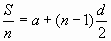 S/n = a + (n − 1) d/2